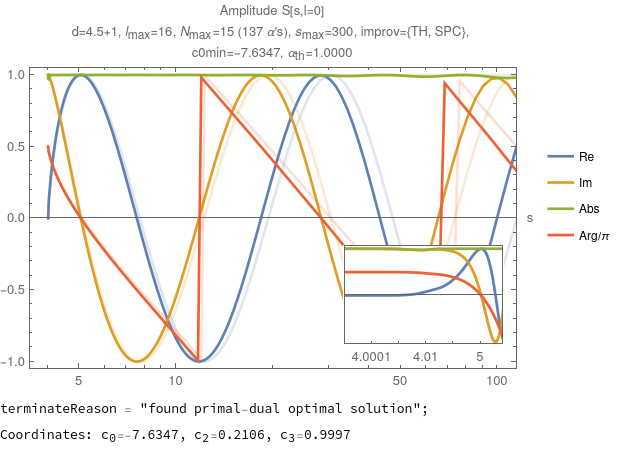 Amplitude S[s,l=0]
d=4.5+1, lmax=16, Nmax=15 (137 α's), smax=300, improv={TH, SPC},
c0min=-7.6347, αth=1.0000
1.0
0.5
0.0
-0.5
-1.0
5
10
50
100
s
4.0001
4.01
5
Re
Im
Abs
Arg/π
terminateReason = "found primal-dual optimal solution";
Coordinates: c0=-7.6347, c2=0.2106, c3=0.9997